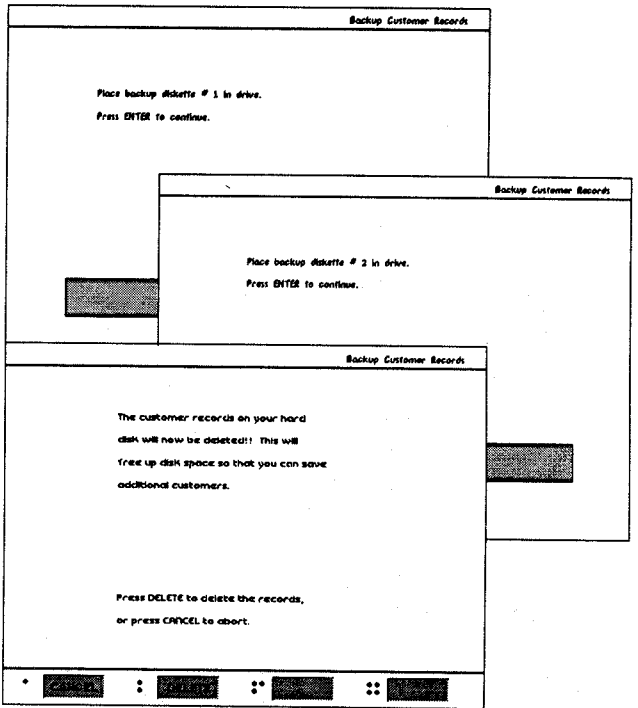 Backup Customer Records
Place backup diskette # 1 in drive.
Press ENTER to continue.
Backup Customer Records
Place backup diskette # 2 in drive.
Press ENTER to continue.
Backup Customer Records
The customer records on your hard
disk will now be deleted!! This will
free up disk space so that you can save
additional customers.
Press DELETE to delete the records,
or press CANCEL to abort.
CANCEL DELETE